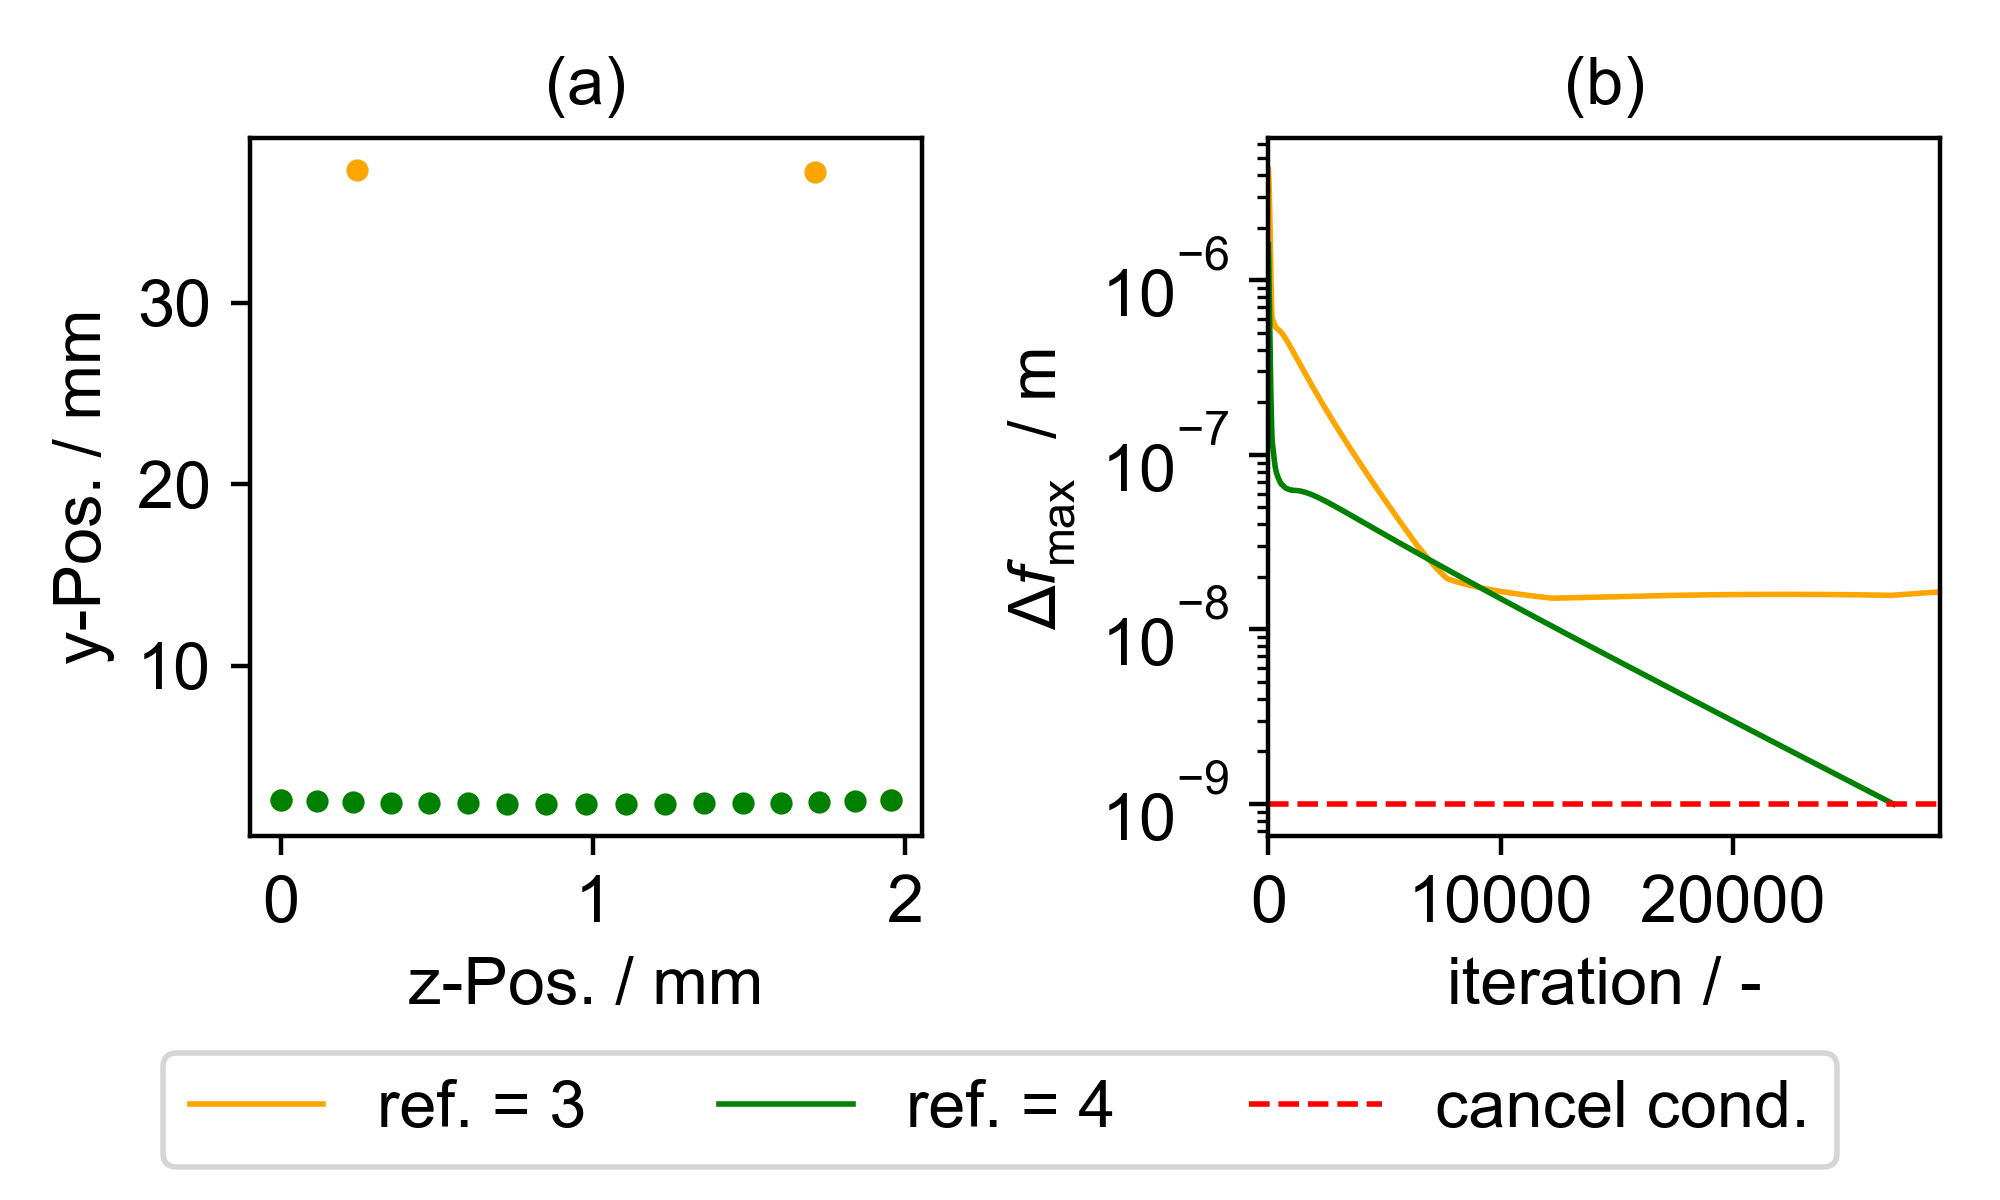 (a)
30
20
10
y-Pos. / mm
0 1 2
z-Pos. / mm
(b)
10⁻⁶
10⁻⁷
10⁻⁸
10⁻⁹
Δf_max / m
0 10000 20000
iteration / -
ref. = 3 ref. = 4 cancel cond.